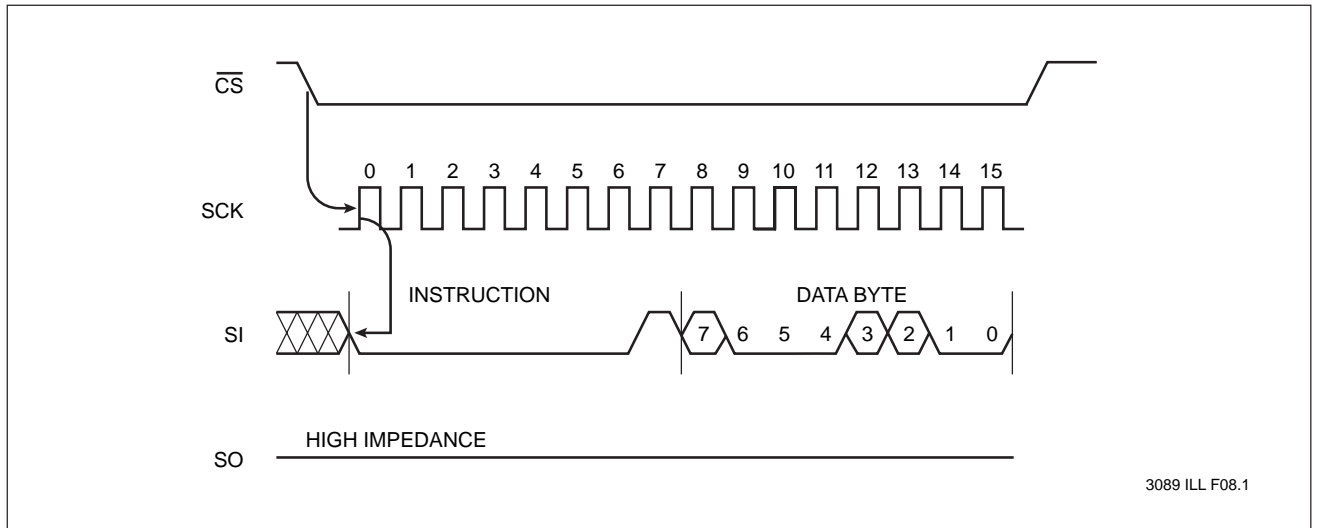 CS
0 1 2 3 4 5 6 7 8 9 10 11 12 13 14 15
SCK
INSTRUCTION DATA BYTE
SI 7 6 5 4 3 2 1 0
HIGH IMPEDANCE
SO
3089 ILL F08.1